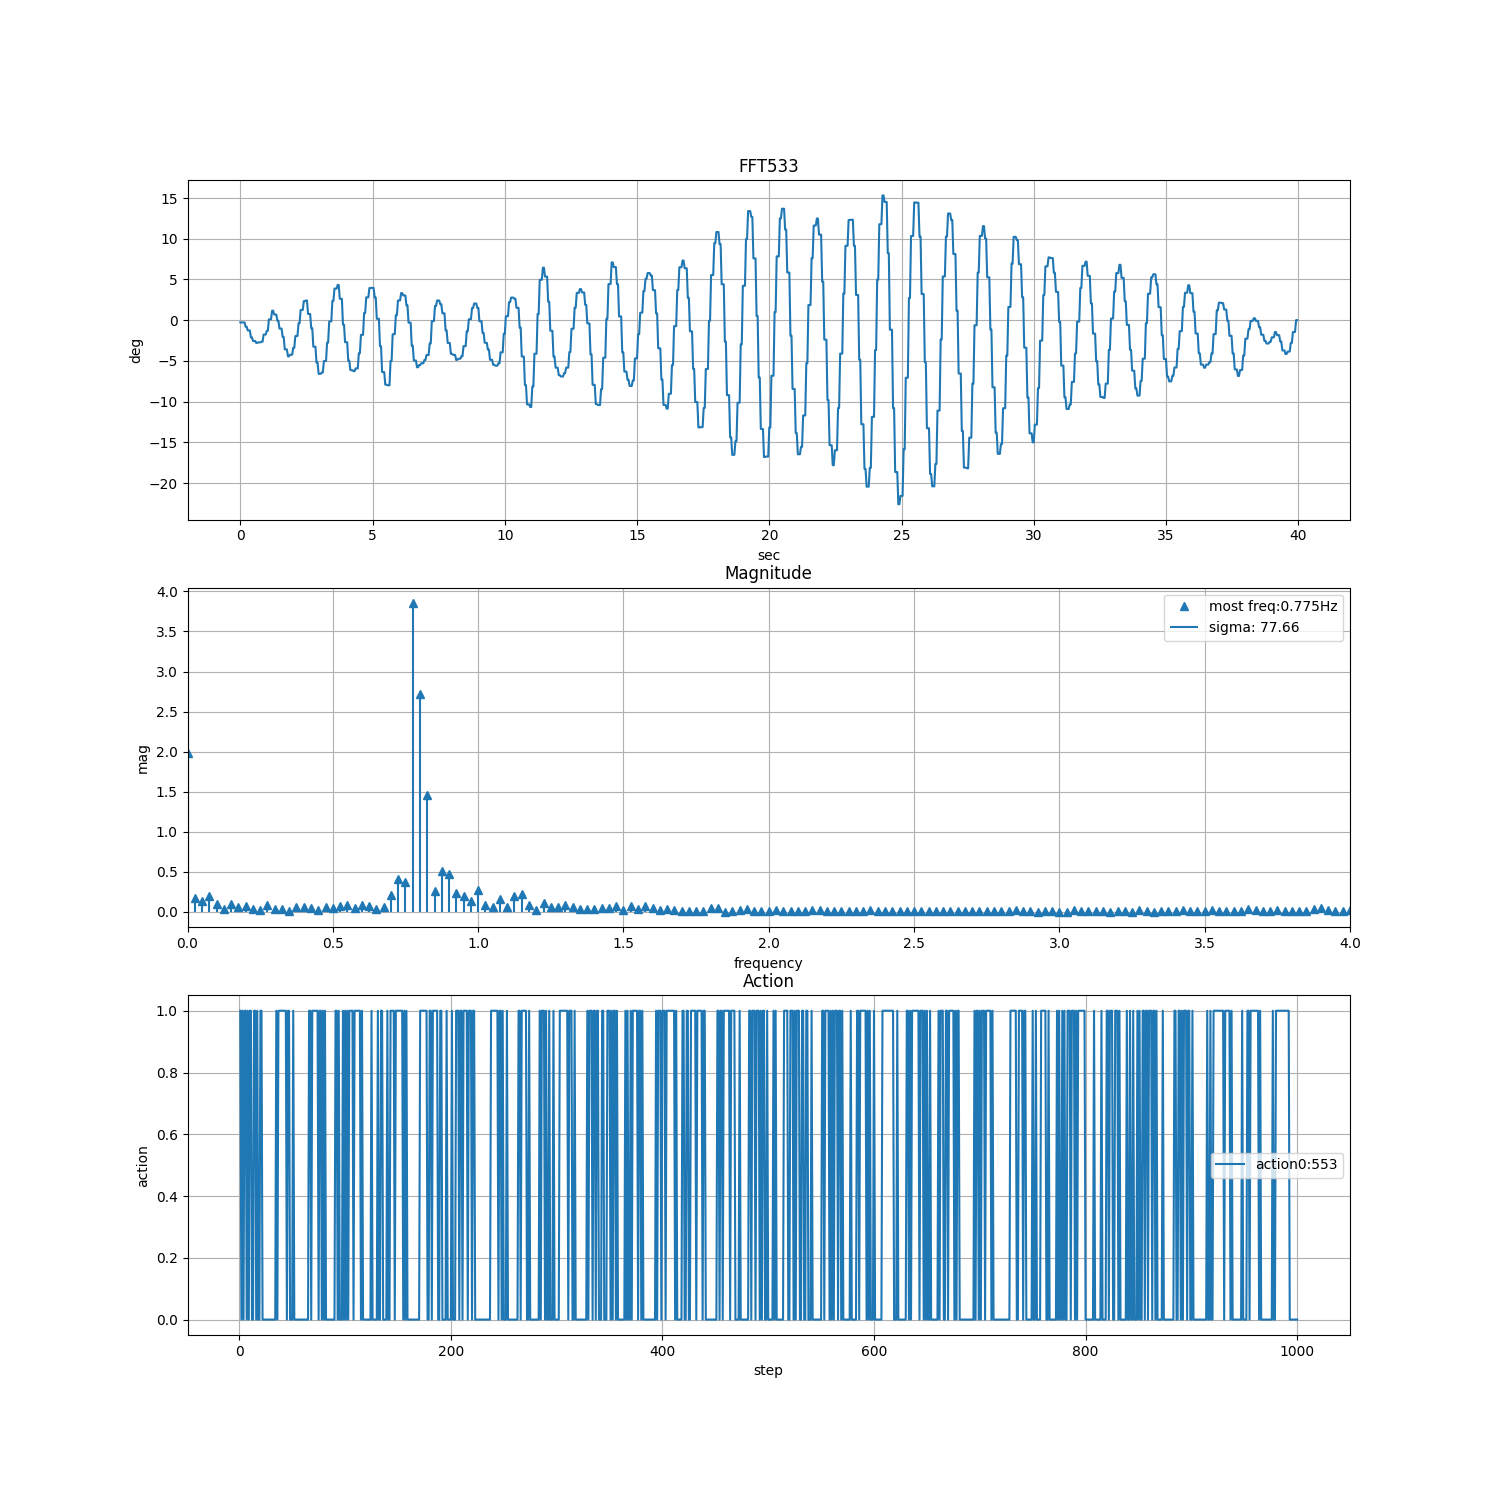 FFT533
15
10
5
0
−5
−10
−15
−20
deg
0 5 10 15 20 25 30 35 40
sec
Magnitude
4.0
3.5
3.0
2.5
2.0
1.5
1.0
0.5
0.0
mag
most freq:0.775Hz
sigma: 77.66
0.0 0.5 1.0 1.5 2.0 2.5 3.0 3.5 4.0
frequency
Action
1.0
0.8
0.6
0.4
0.2
0.0
action
action0:553
0 200 400 600 800 1000
step